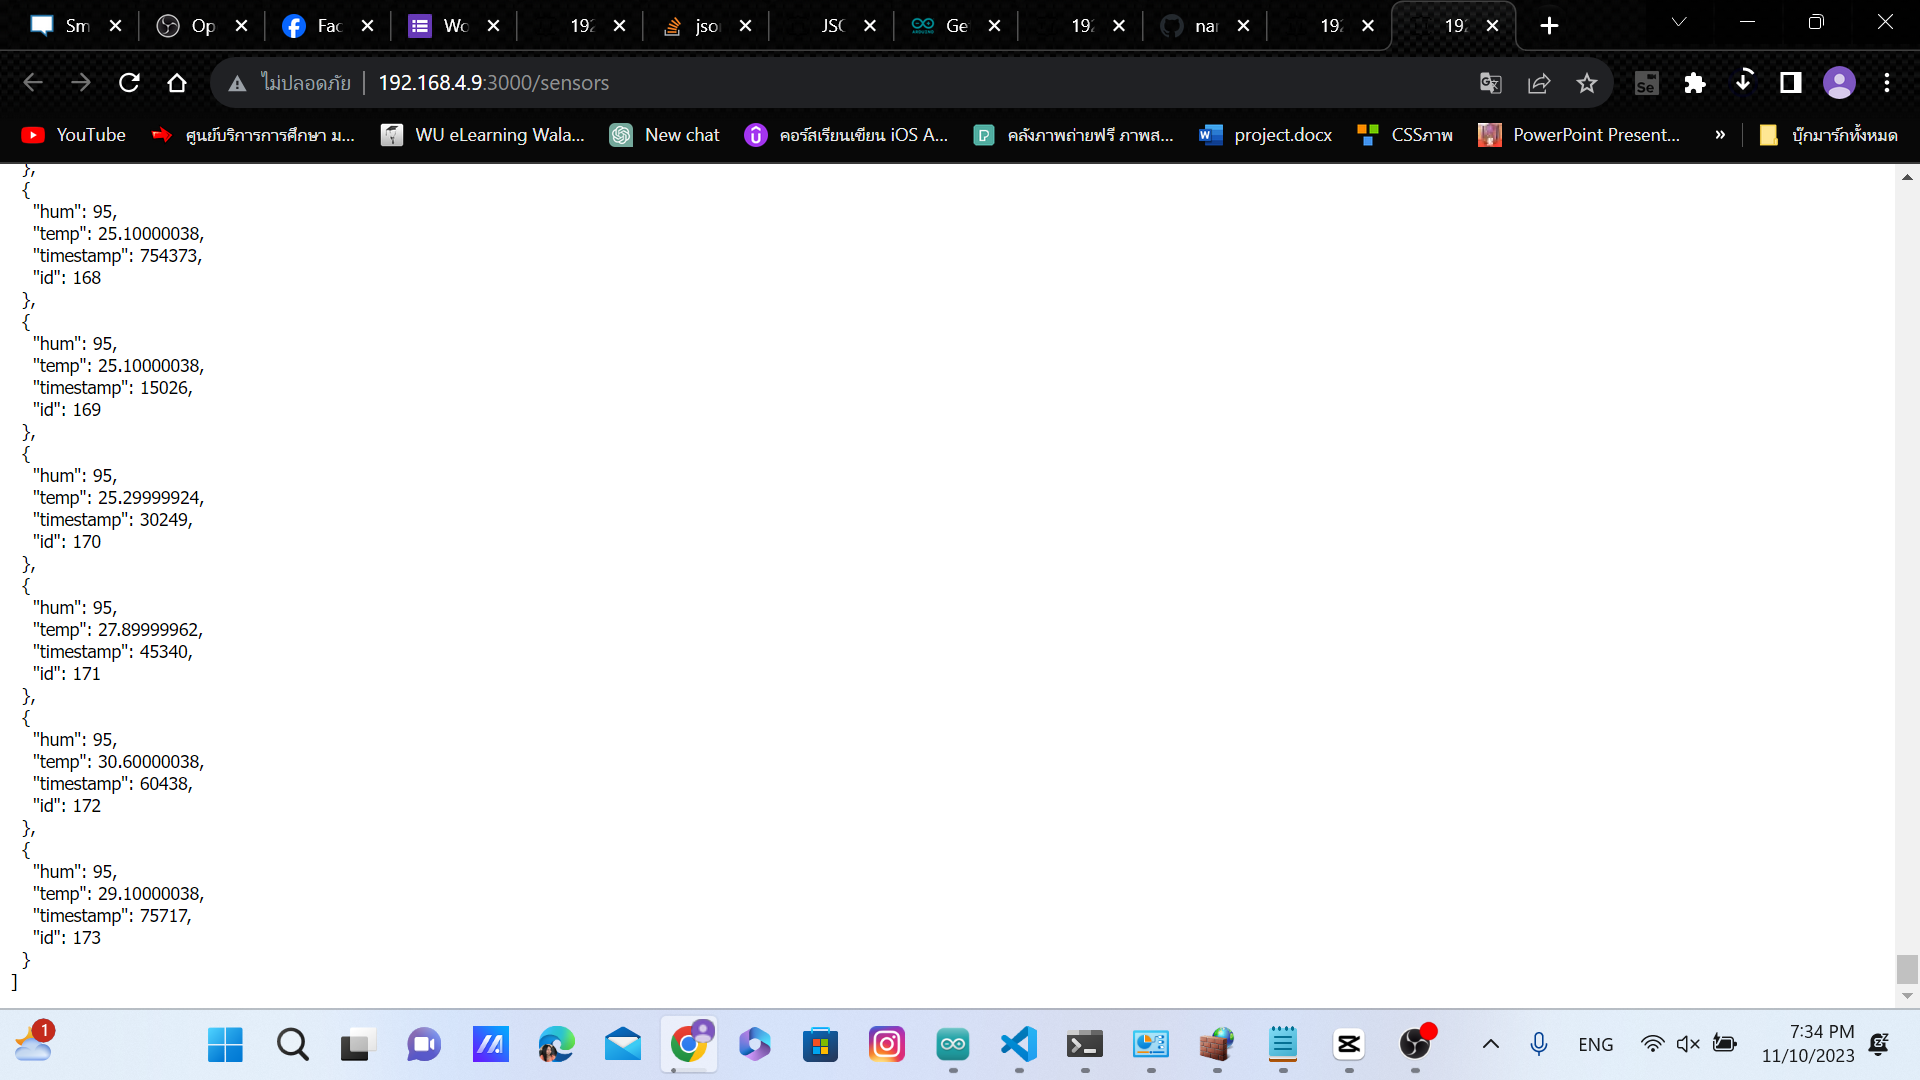 Sm
Op
Fac
Wo
192
jso
JSC
Ge
192
nar
192
192
ไม่ปลอดภัย
192.168.4.9:3000/sensors
YouTube
ศูนย์บริการการศึกษา ม...
WU eLearning Wala...
New chat
คอร์สเรียนเขียน iOS A...
คลังภาพถ่ายฟรี ภาพส...
project.docx
CSSภาพ
PowerPoint Present...
»
บุ๊กมาร์กทั้งหมด
},
{
"hum": 95,
"temp": 25.10000038,
"timestamp": 754373,
"id": 168
},
{
"hum": 95,
"temp": 25.10000038,
"timestamp": 15026,
"id": 169
},
{
"hum": 95,
"temp": 25.29999924,
"timestamp": 30249,
"id": 170
},
{
"hum": 95,
"temp": 27.89999962,
"timestamp": 45340,
"id": 171
},
{
"hum": 95,
"temp": 30.60000038,
"timestamp": 60438,
"id": 172
},
{
"hum": 95,
"temp": 29.10000038,
"timestamp": 75717,
"id": 173
}
]
1
ENG
7:34 PM
11/10/2023